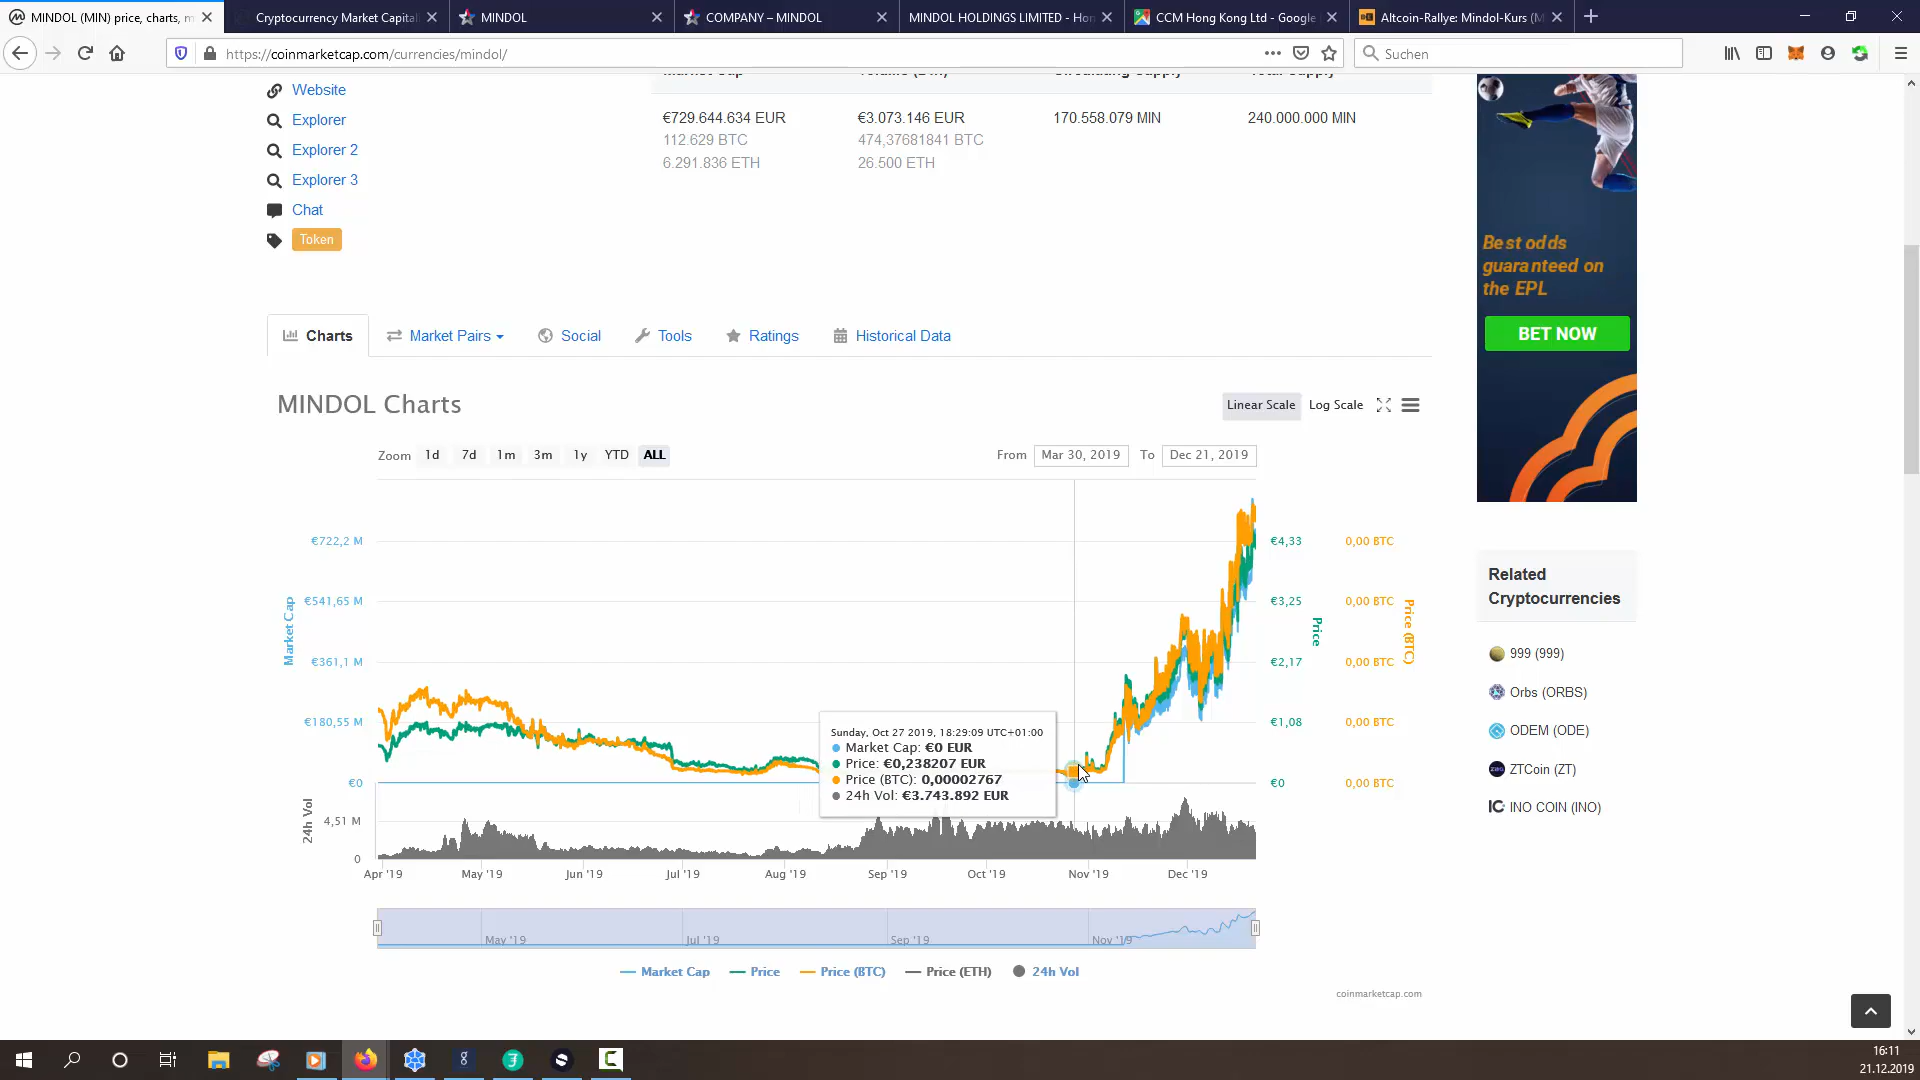 MINDOL (MIN) price, charts, m
Cryptocurrency Market Capital
MINDOL
COMPANY – MINDOL
MINDOL HOLDINGS LIMITED - Hon
CCM Hong Kong Ltd - Google
Altcoin-Rallye: Mindol-Kurs (M
https://coinmarketcap.com/currencies/mindol/
Suchen
Market Cap Volume (24h) Circulating Supply Total Supply
Website
€729.644.634 EUR €3.073.146 EUR 170.558.079 MIN 240.000.000 MIN
112.629 BTC 474,37681841 BTC
6.291.836 ETH 26.500 ETH
Explorer
Explorer 2
Explorer 3
Chat
Token
Best odds
guaranteed on
the EPL
BET NOW
Charts Market Pairs Social Tools Ratings Historical Data
MINDOL Charts
Linear Scale Log Scale
Zoom 1d 7d 1m 3m 1y YTD ALL
From Mar 30, 2019 To Dec 21, 2019
€722,2 M €4,33 0,00 BTC
€541,65 M €3,25 0,00 BTC
€361,1 M €2,17 0,00 BTC
€180,55 M €1,08 0,00 BTC
€0 €0 0,00 BTC
Market Cap
Price
Price (BTC)
24h Vol
4,51 M
0
Sunday, Oct 27 2019, 18:29:09 UTC+01:00
Market Cap: €0 EUR
Price: €0,238207 EUR
Price (BTC): 0,00002767
24h Vol: €3.743.892 EUR
Apr '19 May '19 Jun '19 Jul '19 Aug '19 Sep '19 Oct '19 Nov '19 Dec '19
May '19 Jul '19 Sep '19 Nov '19
Market Cap Price Price (BTC) Price (ETH) 24h Vol
coinmarketcap.com
Related
Cryptocurrencies
999 (999)
Orbs (ORBS)
ODEM (ODE)
ZTCoin (ZT)
INO COIN (INO)
16:11
21.12.2019